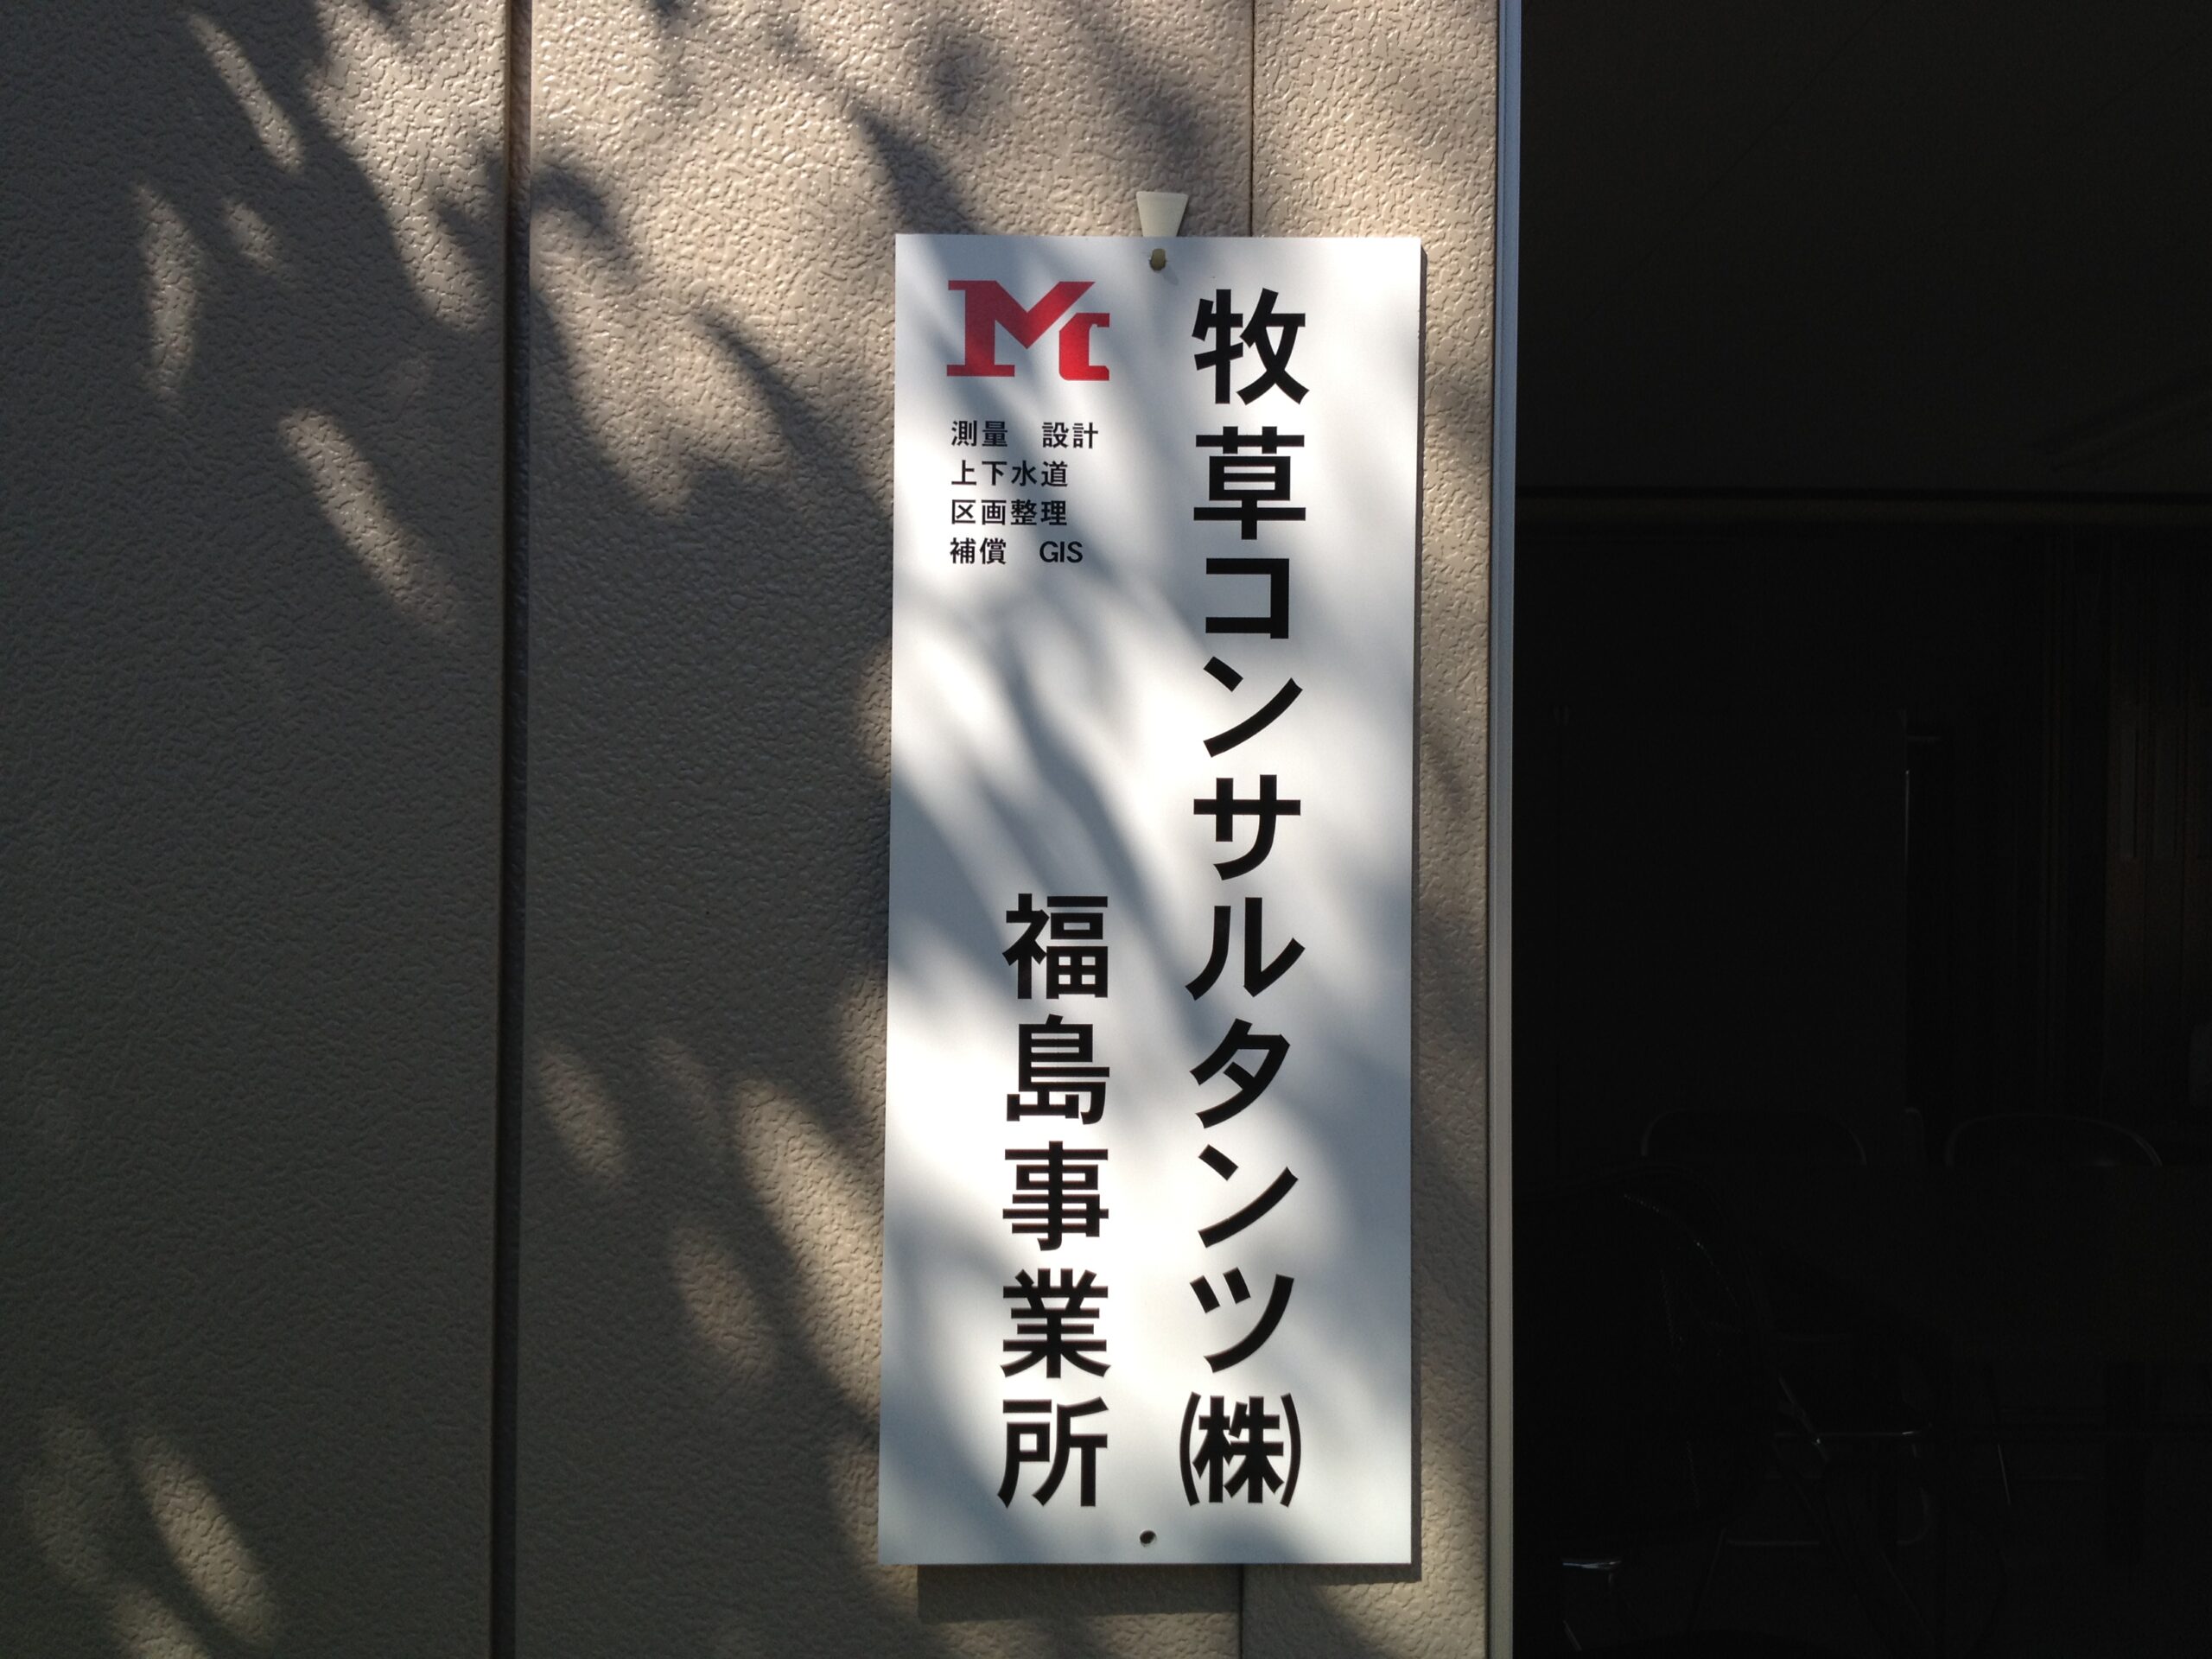 牧草コンサルタンツ㈱
福島事業所
MC
測量　設計
上下水道
区画整理
補償　GIS